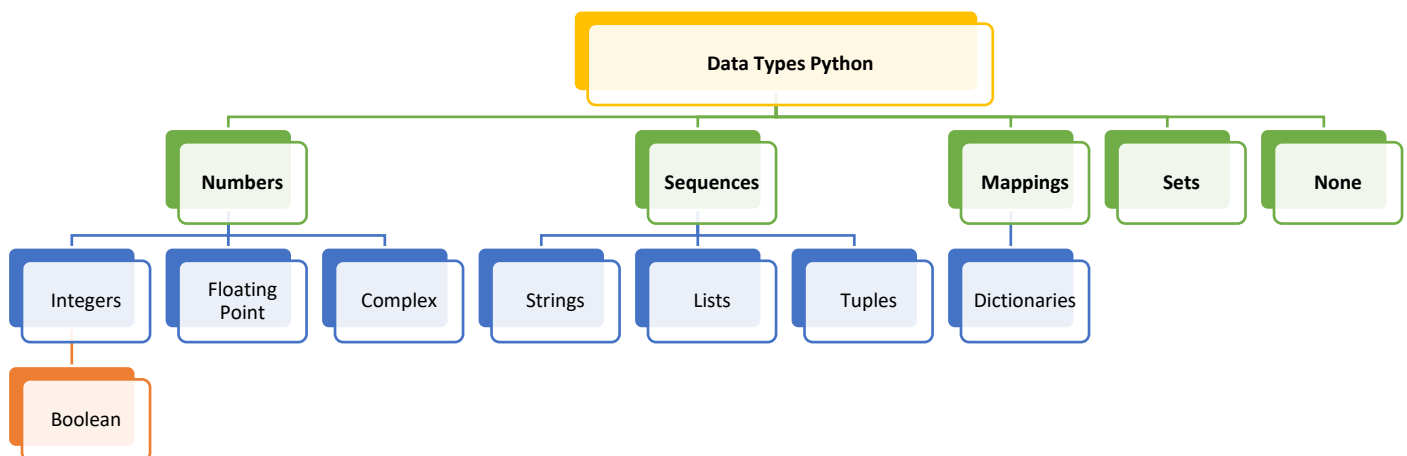 Data Types Python
Numbers
Sequences
Mappings
Sets
None
Integers
Floating
Point
Complex
Strings
Lists
Tuples
Dictionaries
Boolean